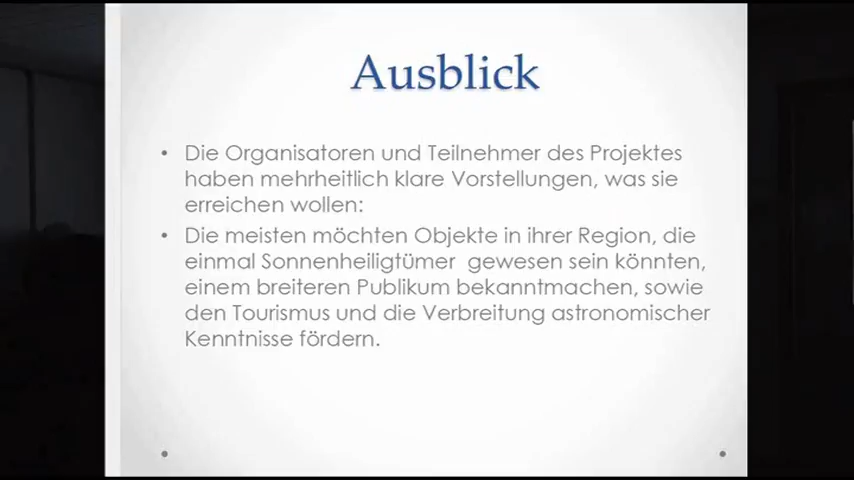 Ausblick
• Die Organisatoren und Teilnehmer des Projektes
haben mehrheitlich klare Vorstellungen, was sie
erreichen wollen:
• Die meisten möchten Objekte in ihrer Region, die
einmal Sonnenheiligtümer gewesen sein könnten,
einem breiteren Publikum bekanntmachen, sowie
den Tourismus und die Verbreitung astronomischer
Kenntnisse fördern.